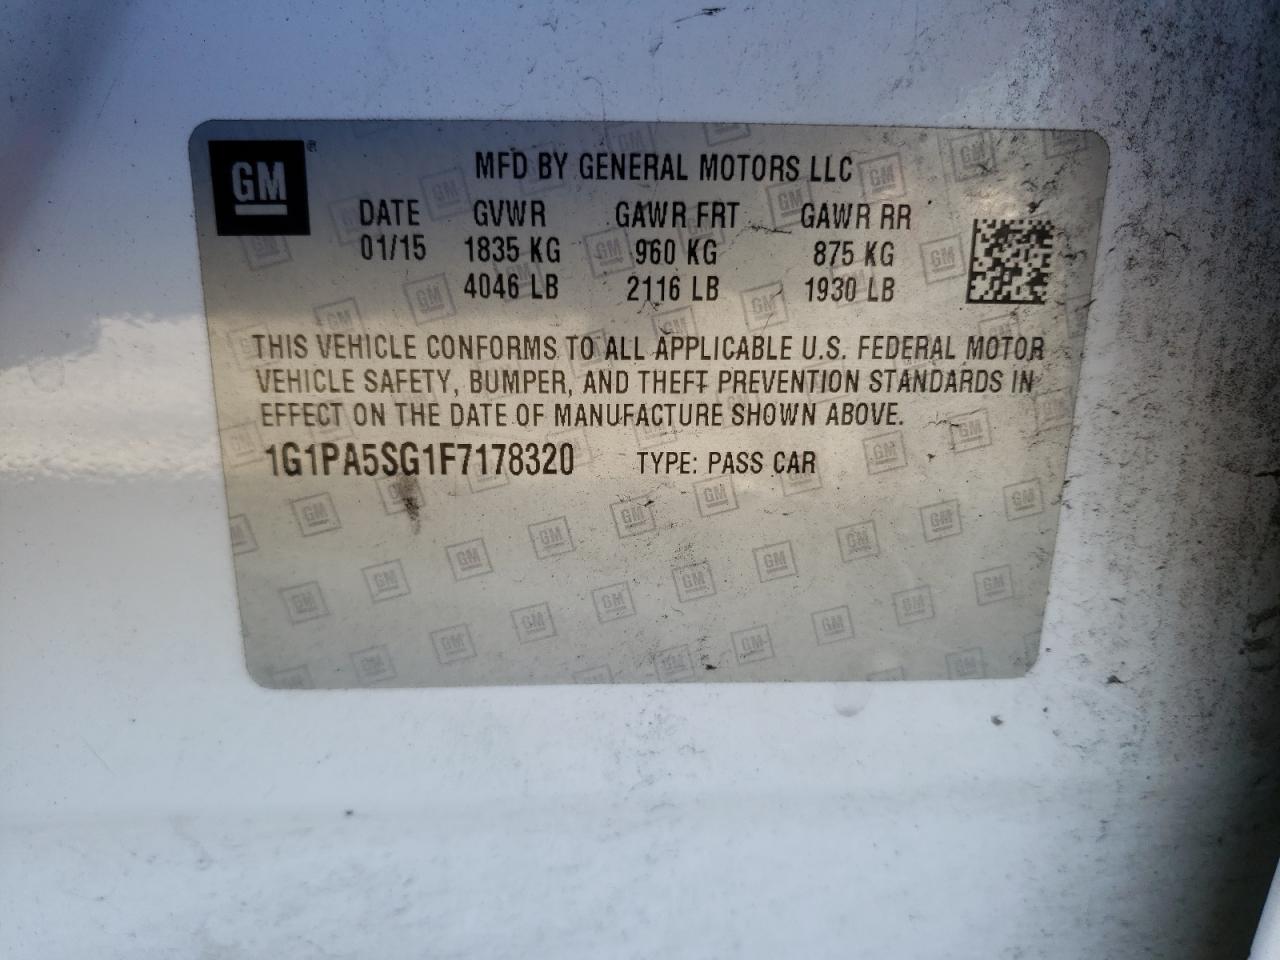 GM
MFD BY GENERAL MOTORS LLC
DATE GVWR GAWR FRT GAWR RR
01/15 1835 KG 960 KG 875 KG
4046 LB 2116 LB 1930 LB
THIS VEHICLE CONFORMS TO ALL APPLICABLE U.S. FEDERAL MOTOR
VEHICLE SAFETY, BUMPER, AND THEFT PREVENTION STANDARDS IN
EFFECT ON THE DATE OF MANUFACTURE SHOWN ABOVE.
1G1PA5SG1F7178320 TYPE: PASS CAR